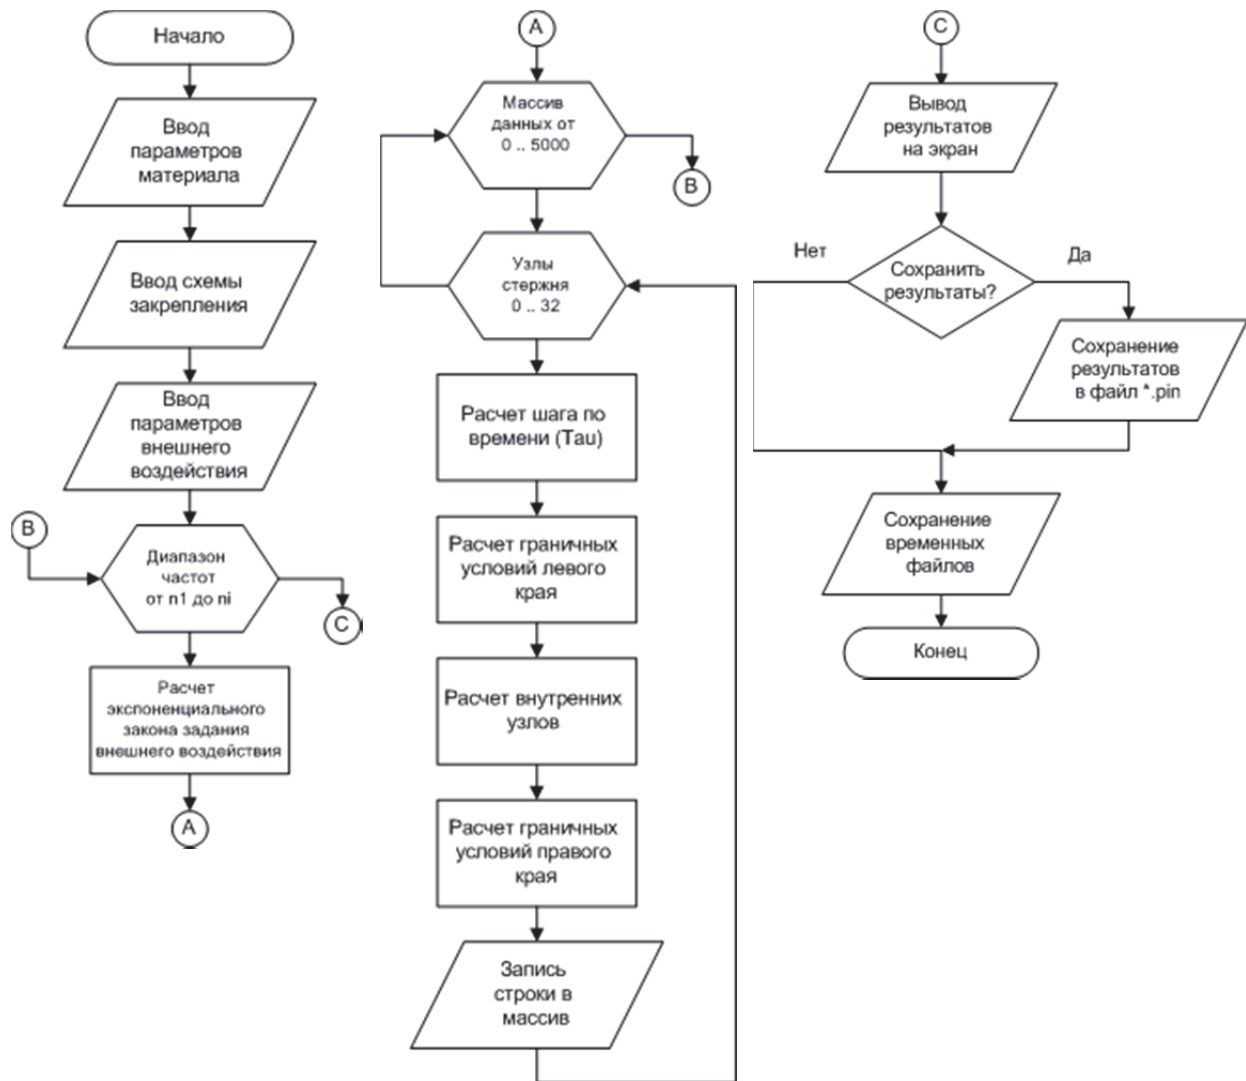 Начало
Ввод
параметров
материала
Ввод схемы
закрепления
Ввод
параметров
внешнего
воздействия
B
Диапазон
частот
от n1 до ni
C
Расчет
экспоненциального
закона задания
внешнего воздействия
A
A
Массив
данных от
0 .. 5000
B
Узлы
стержня
0 .. 32
Расчет шага по
времени (Tau)
Расчет граничных
условий левого
края
Расчет внутренних
узлов
Расчет граничных
условий правого
края
Запись
строки в
массив
C
Вывод
результатов
на экран
Нет
Да
Сохранить
результаты?
Сохранение
результатов
в файл *.pin
Сохранение
временных
файлов
Конец